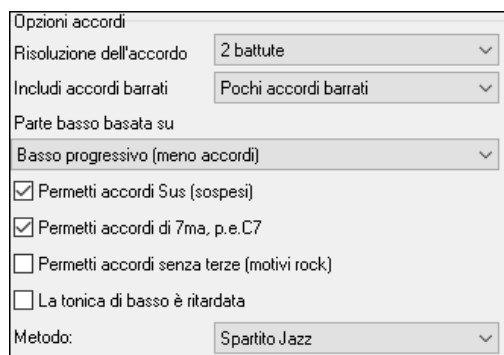 Opzioni accordi
Risoluzione dell'accordo 2 battute
Includi accordi barrati Pochi accordi barrati
Parte basso basata su
Basso progressivo (meno accordi)
Permetti accordi Sus (sospesi)
Permetti accordi di 7ma, p.e.C7
Permetti accordi senza terze (motivi rock)
La tonica di basso è ritardata
Metodo: Spartito Jazz